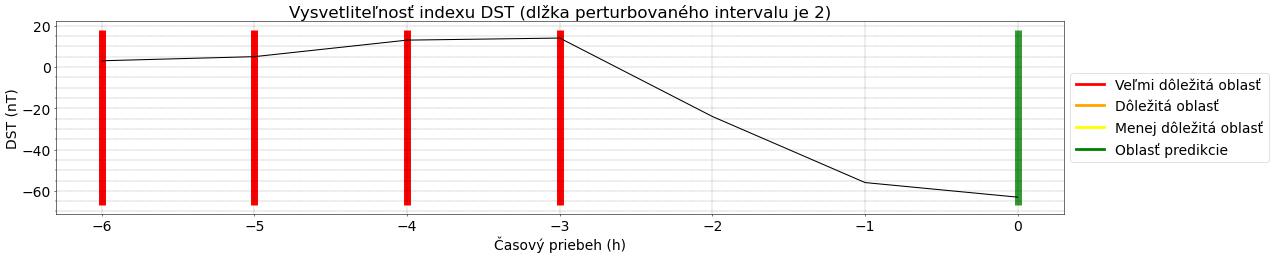 Vysvetliteľnosť indexu DST (dlžka perturbovaného intervalu je 2)
20
0
−20
−40
−60
DST (nT)
−6 −5 −4 −3 −2 −1 0
Časový priebeh (h)
Veľmi dôležitá oblasť
Dôležitá oblasť
Menej dôležitá oblasť
Oblasť predikcie